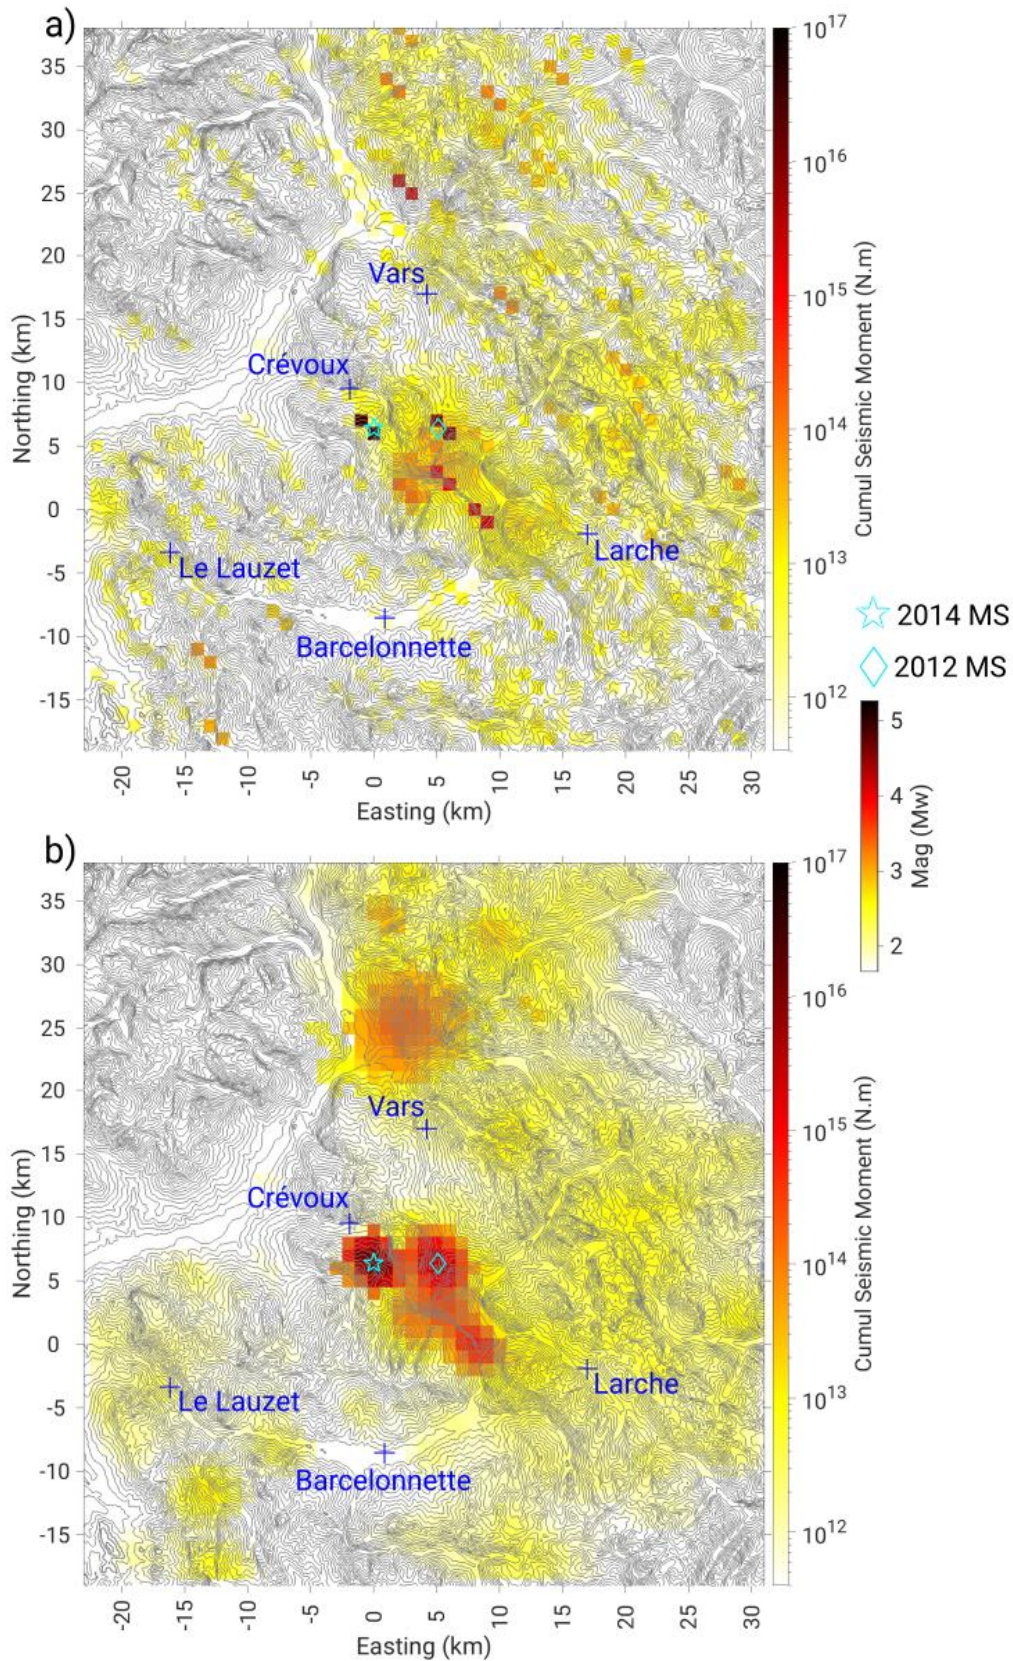 a)
35
30
25
20
15
10
5
0
-5
-10
-15
Northing (km)
-20
-15
-10
-5
0
5
10
15
20
25
30
Easting (km)
Vars
Crévoux
Le Lauzet
Larche
Barcelonnette
10^17
10^16
10^15
10^14
10^13
10^12
Cumul Seismic Moment (N.m)
2014 MS
2012 MS
5
4
3
2
Mag (Mw)
b)
35
30
25
20
15
10
5
0
-5
-10
-15
Northing (km)
-20
-15
-10
-5
0
5
10
15
20
25
30
Easting (km)
Vars
Crévoux
Le Lauzet
Larche
Barcelonnette
10^17
10^16
10^15
10^14
10^13
10^12
Cumul Seismic Moment (N.m)